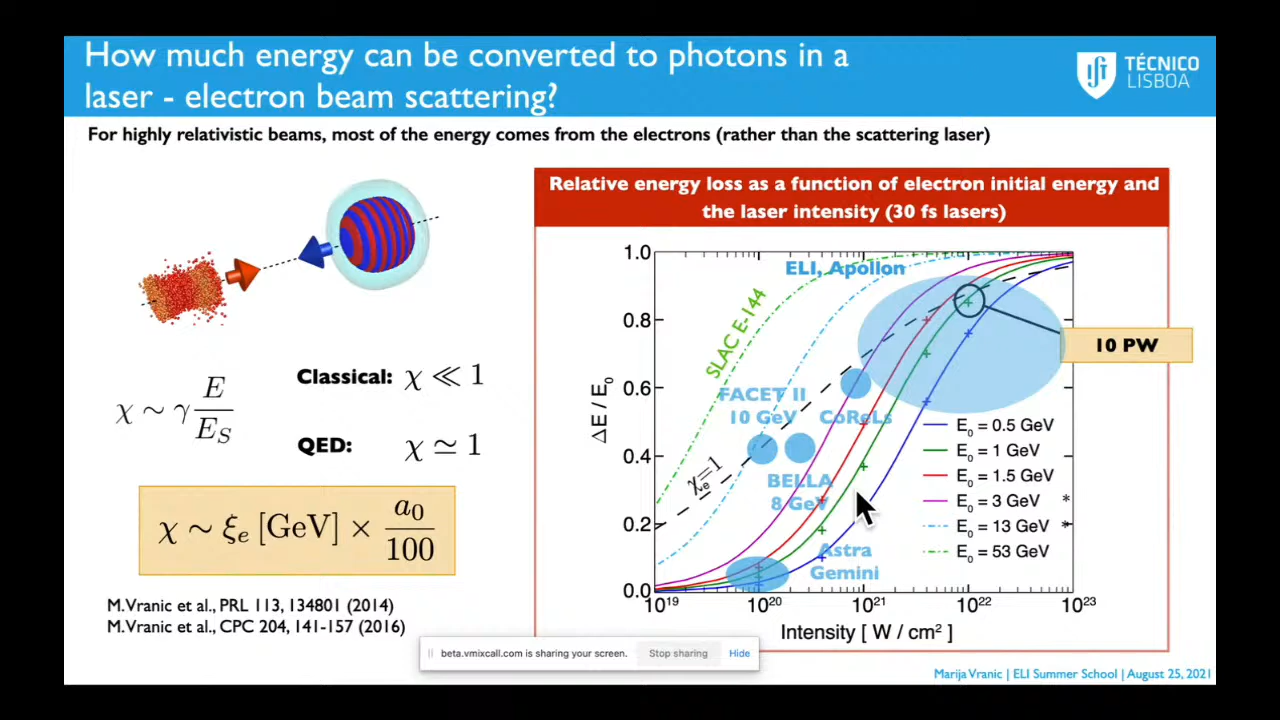 How much energy can be converted to photons in a
laser - electron beam scattering?
TÉCNICO
LISBOA
For highly relativistic beams, most of the energy comes from the electrons (rather than the scattering laser)
Relative energy loss as a function of electron initial energy and
the laser intensity (30 fs lasers)
χ ~ γ E / E_S
Classical: χ ≪ 1
QED: χ ≃ 1
χ ~ ξ_e [GeV] × a_0 / 100
M.Vranic et al., PRL 113, 134801 (2014)
M.Vranic et al., CPC 204, 141-157 (2016)
ΔE / E_0
1.0
0.8
0.6
0.4
0.2
0.0
10^19
10^20
10^21
10^22
10^23
Intensity [ W / cm^2 ]
SLAC E-144
ELI, Apollon
10 PW
FACET II
10 GeV
CoReLs
χ_e=1
BELLA
8 GeV
Astra
Gemini
E_0 = 0.5 GeV
E_0 = 1 GeV
E_0 = 1.5 GeV
E_0 = 3 GeV *
E_0 = 13 GeV *
E_0 = 53 GeV
beta.vmixcall.com is sharing your screen.
Stop sharing
Hide
Marija Vranic | ELI Summer School | August 25, 2021